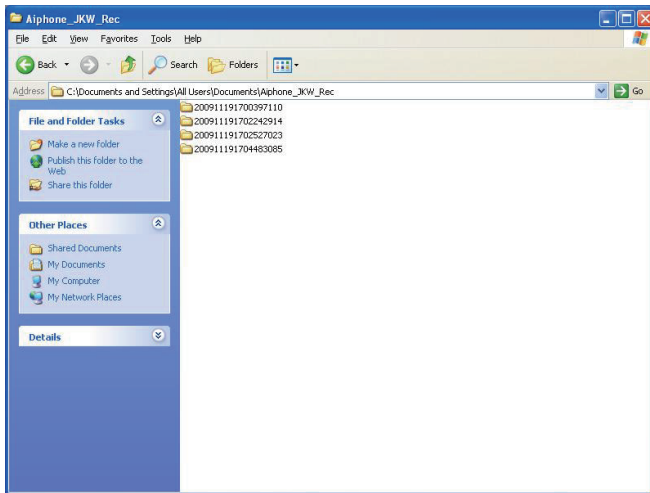 Aiphone_JKW_Rec
File Edit View Favorites Tools Help
Back Search Folders
Address C:\Documents and Settings\All Users\Documents\Aiphone_JKW_Rec Go
File and Folder Tasks
Make a new folder
Publish this folder to the
Web
Share this folder
Other Places
Shared Documents
My Documents
My Computer
My Network Places
Details
200911191700397110
200911191702242914
200911191702527023
200911191704483085